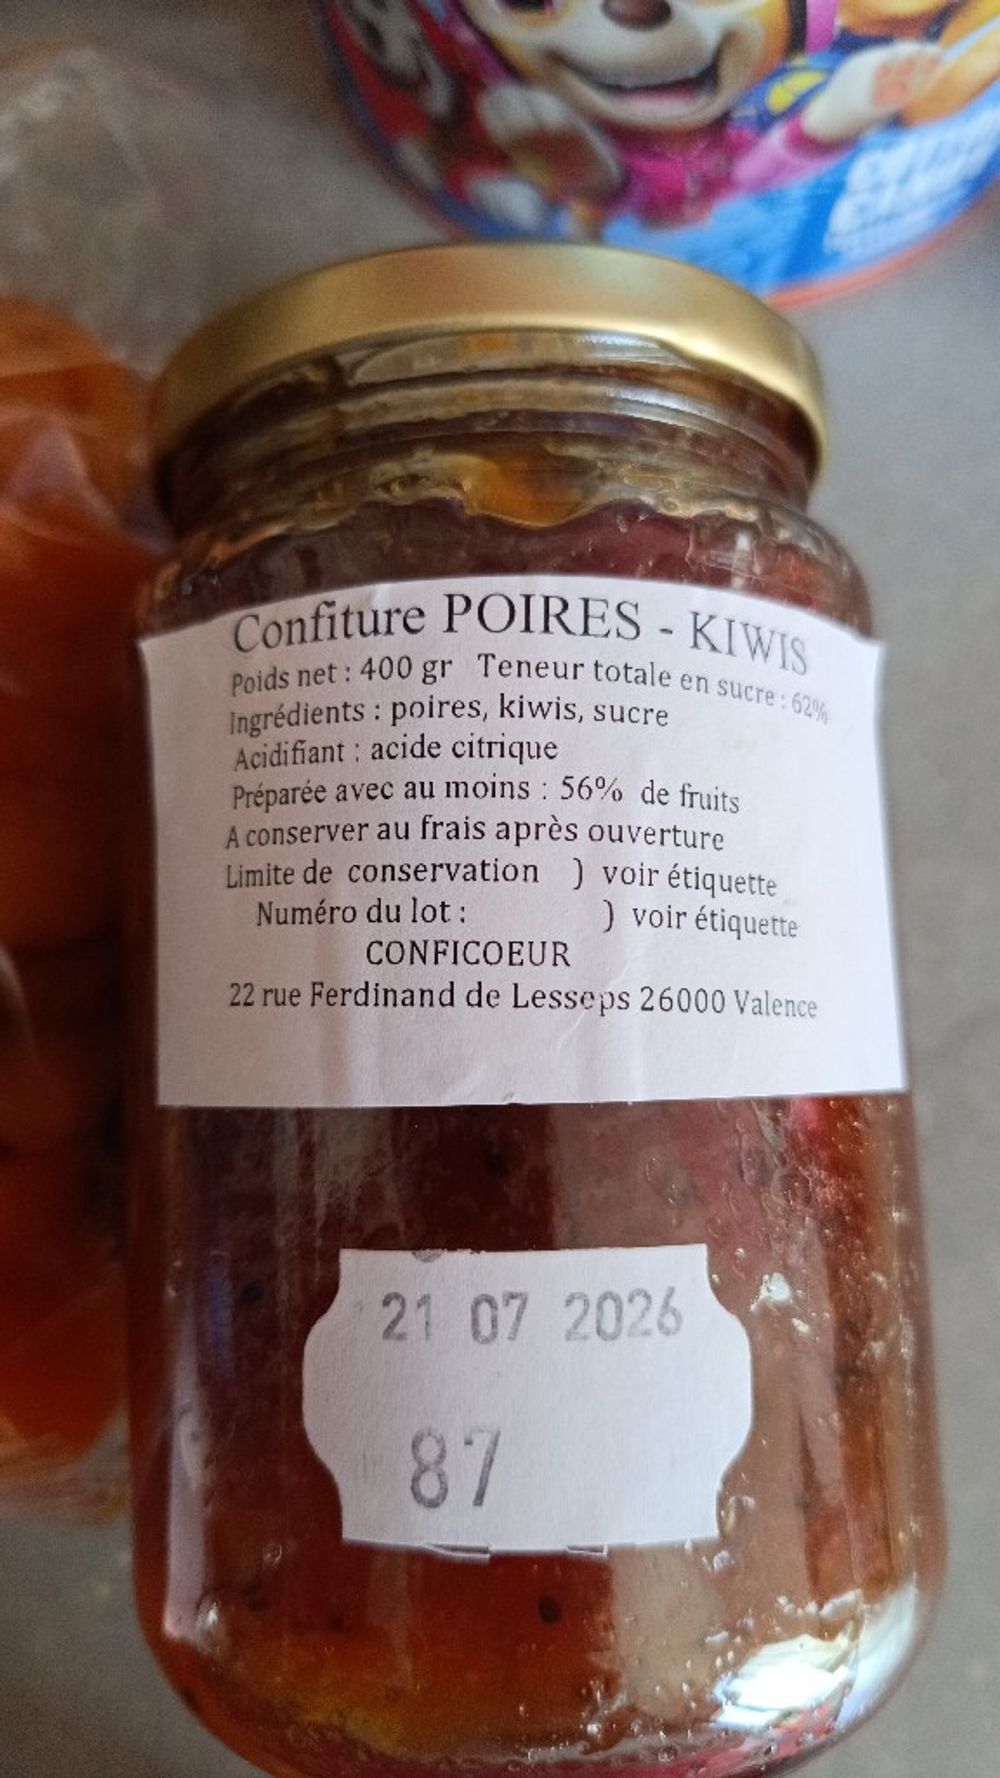 Confiture POIRES - KIWIS
Poids net : 400 gr Teneur totale en sucre : 62%
Ingrédients : poires, kiwis, sucre
Acidifiant : acide citrique
Préparée avec au moins : 56% de fruits
A conserver au frais après ouverture
Limite de conservation ) voir étiquette
Numéro du lot : ) voir étiquette
CONFICOEUR
22 rue Ferdinand de Lesseps 26000 Valence
21 07 2026
87